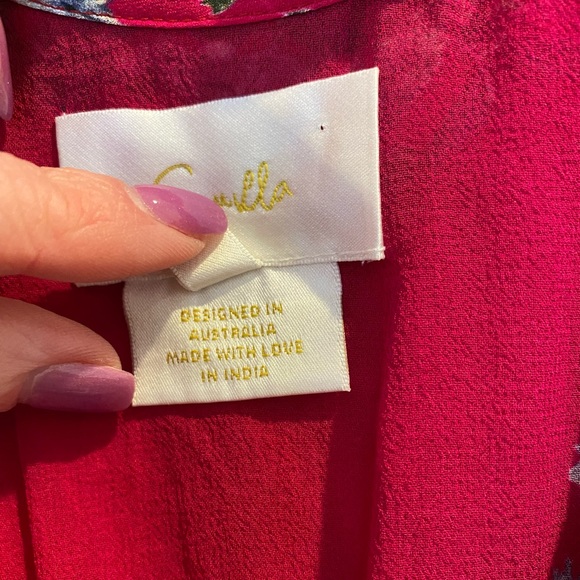 DESIGNED IN
AUSTRALIA
MADE WITH LOVE
IN INDIA